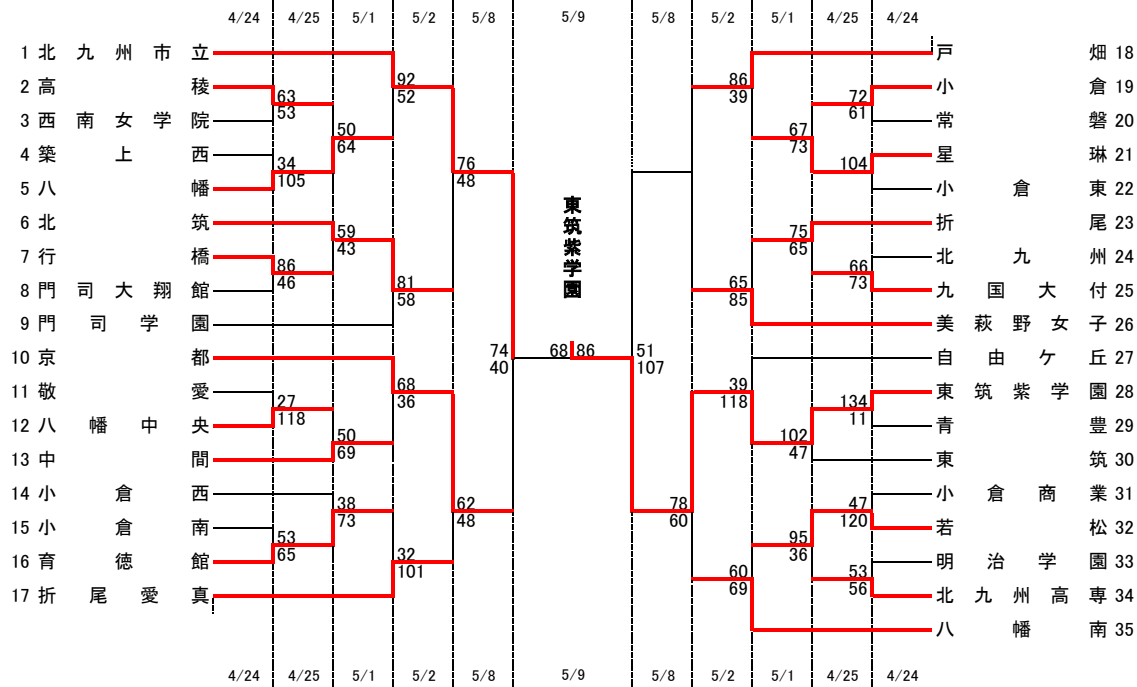 4/24 4/25 5/1 5/2 5/8 5/9 5/8 5/2 5/1 4/25 4/24
1 北九州市立
2 高稜
3 西南女学院
4 築上西
5 八幡
6 北筑
7 行橋
8 門司大翔館
9 門司学園
10 京都
11 敬愛
12 八幡中央
13 中間
14 小倉西
15 小倉南
16 育徳館
17 折尾愛真
63
53
34
105
86
46
27
118
53
65
50
64
59
43
50
69
38
73
92
52
81
58
68
36
32
101
76
48
62
48
74
40
東筑紫学園
68 86
51
107
78
60
86
39
65
85
39
118
60
69
67
73
75
65
102
47
95
36
72
61
104
66
73
134
11
47
120
53
56
戸畑 18
小倉 19
常磐 20
星琳 21
小倉東 22
折尾 23
北九州 24
九国大付 25
美萩野女子 26
自由ケ丘 27
東筑紫学園 28
青豊 29
東筑 30
小倉商業 31
若松 32
明治学園 33
北九州高専 34
八幡南 35
4/24 4/25 5/1 5/2 5/8 5/9 5/8 5/2 5/1 4/25 4/24